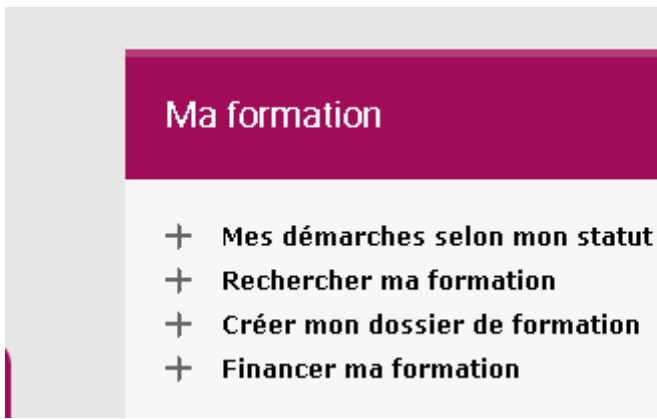 Ma formation
Mes démarches selon mon statut
Rechercher ma formation
Créer mon dossier de formation
Financer ma formation